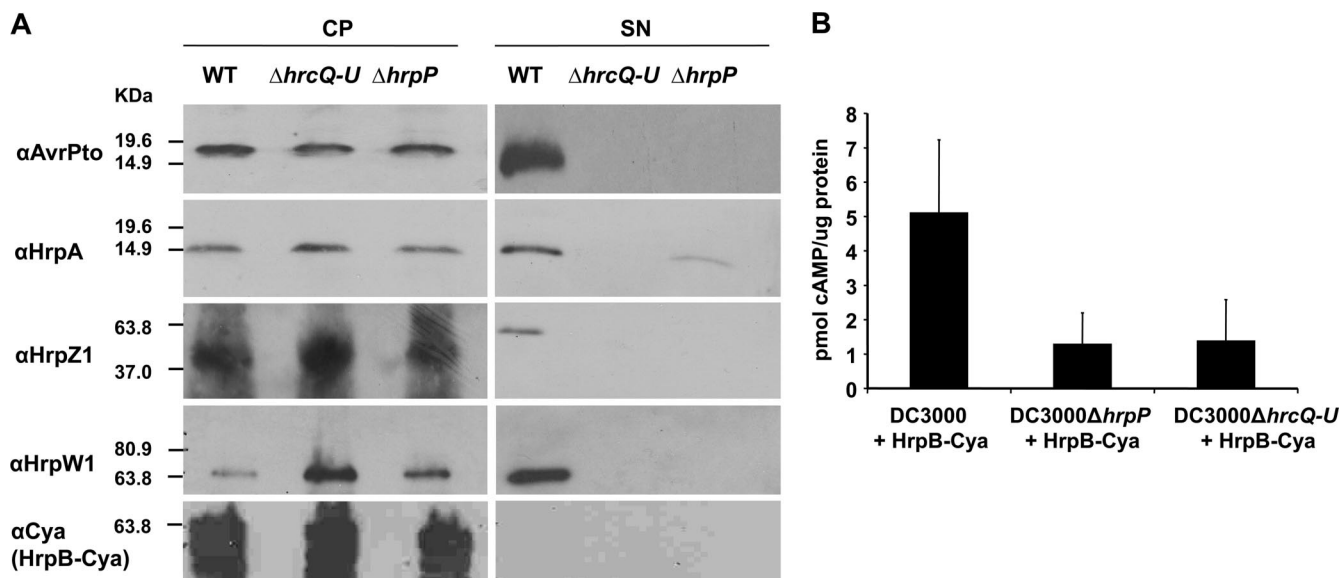 A
CP
SN
WT ΔhrcQ-U ΔhrpP
WT ΔhrcQ-U ΔhrpP
KDa
αAvrPto
19.6
14.9
αHrpA
19.6
14.9
αHrpZ1
63.8
37.0
αHrpW1
80.9
63.8
αCya
(HrpB-Cya)
63.8
B
pmol cAMP/ug protein
8
7
6
5
4
3
2
1
0
DC3000
+ HrpB-Cya
DC3000ΔhrpP
+ HrpB-Cya
DC3000ΔhrcQ-U
+ HrpB-Cya